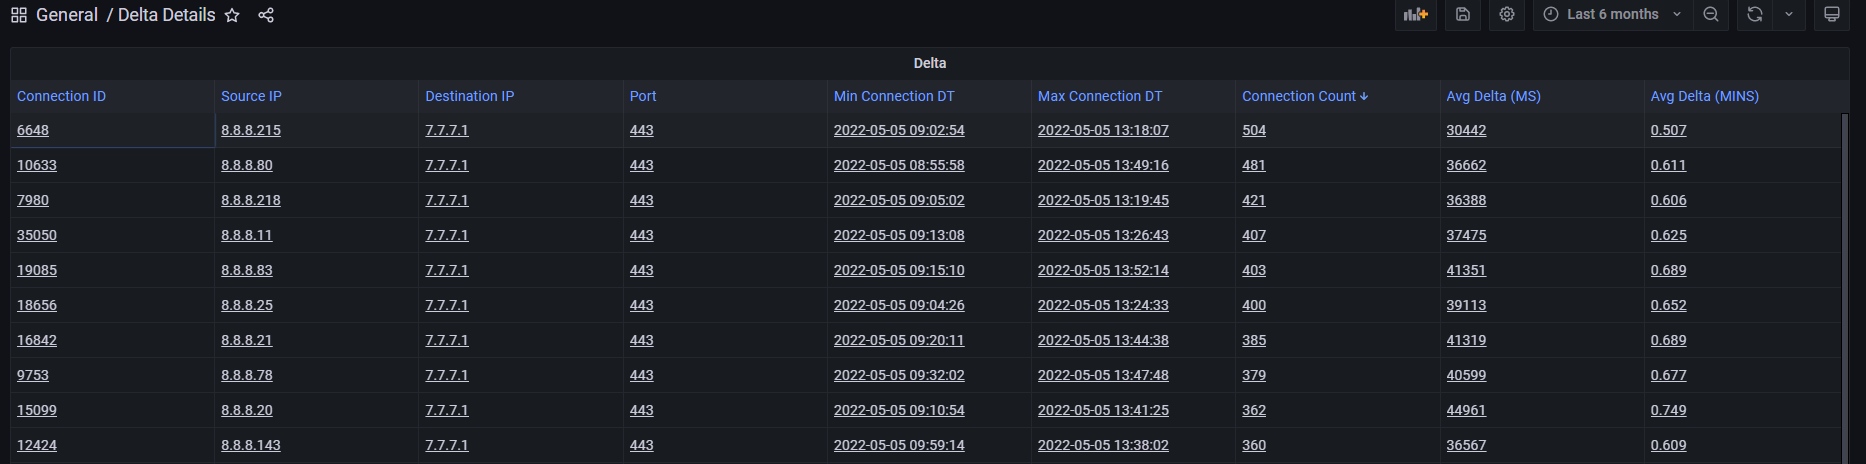 General / Delta Details Last 6 months
Delta
Connection ID Source IP Destination IP Port Min Connection DT Max Connection DT Connection Count Avg Delta (MS) Avg Delta (MINS)
6648 8.8.8.215 7.7.7.1 443 2022-05-05 09:02:54 2022-05-05 13:18:07 504 30442 0.507
10633 8.8.8.80 7.7.7.1 443 2022-05-05 08:55:58 2022-05-05 13:49:16 481 36662 0.611
7980 8.8.8.218 7.7.7.1 443 2022-05-05 09:05:02 2022-05-05 13:19:45 421 36388 0.606
35050 8.8.8.11 7.7.7.1 443 2022-05-05 09:13:08 2022-05-05 13:26:43 407 37475 0.625
19085 8.8.8.83 7.7.7.1 443 2022-05-05 09:15:10 2022-05-05 13:52:14 403 41351 0.689
18656 8.8.8.25 7.7.7.1 443 2022-05-05 09:04:26 2022-05-05 13:24:33 400 39113 0.652
16842 8.8.8.21 7.7.7.1 443 2022-05-05 09:20:11 2022-05-05 13:44:38 385 41319 0.689
9753 8.8.8.78 7.7.7.1 443 2022-05-05 09:32:02 2022-05-05 13:47:48 379 40599 0.677
15099 8.8.8.20 7.7.7.1 443 2022-05-05 09:10:54 2022-05-05 13:41:25 362 44961 0.749
12424 8.8.8.143 7.7.7.1 443 2022-05-05 09:59:14 2022-05-05 13:38:02 360 36567 0.609